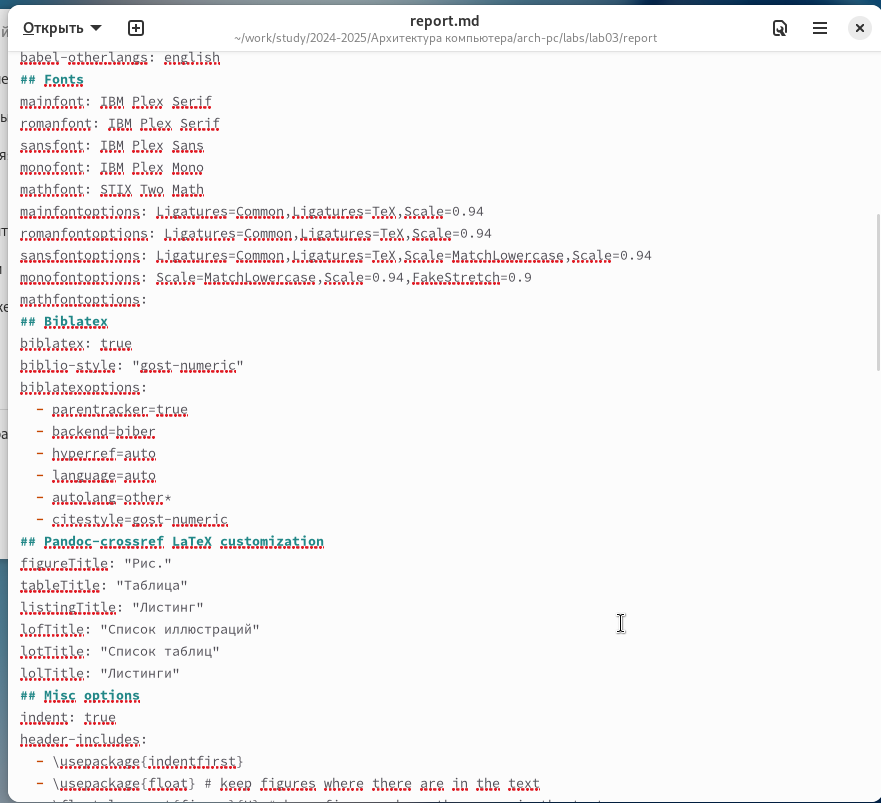 Открыть
report.md
~/work/study/2024-2025/Архитектура компьютера/arch-pc/labs/lab03/report
babel-otherlangs: english
## Fonts
mainfont: IBM Plex Serif
romanfont: IBM Plex Serif
sansfont: IBM Plex Sans
monofont: IBM Plex Mono
mathfont: STIX Two Math
mainfontoptions: Ligatures=Common,Ligatures=TeX,Scale=0.94
romanfontoptions: Ligatures=Common,Ligatures=TeX,Scale=0.94
sansfontoptions: Ligatures=Common,Ligatures=TeX,Scale=MatchLowercase,Scale=0.94
monofontoptions: Scale=MatchLowercase,Scale=0.94,FakeStretch=0.9
mathfontoptions:
## Biblatex
biblatex: true
biblio-style: "gost-numeric"
biblatexoptions:
- parentracker=true
- backend=biber
- hyperref=auto
- language=auto
- autolang=other*
- citestyle=gost-numeric
## Pandoc-crossref LaTeX customization
figureTitle: "Рис."
tableTitle: "Таблица"
listingTitle: "Листинг"
lofTitle: "Список иллюстраций"
lotTitle: "Список таблиц"
lolTitle: "Листинги"
## Misc options
indent: true
header-includes:
- \usepackage{indentfirst}
- \usepackage{float} # keep figures where there are in the text